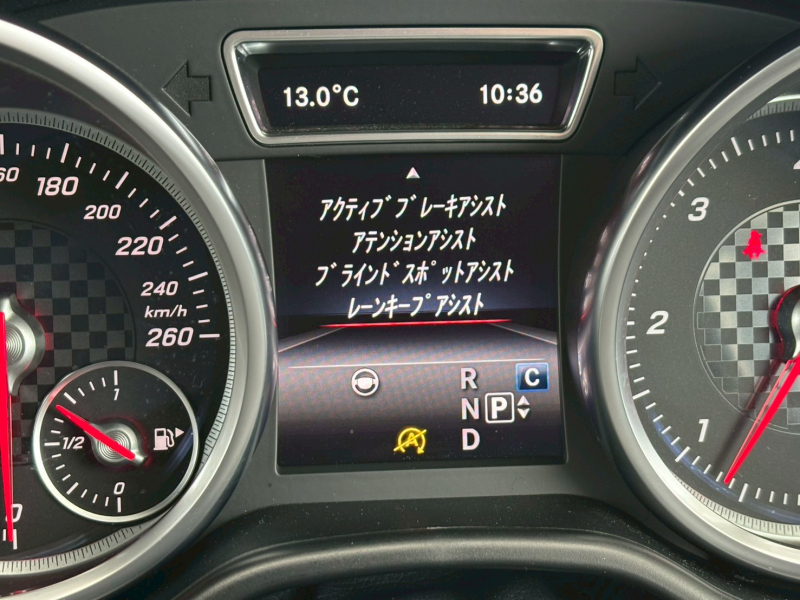 13.0°C 10:36
アクティブブレーキアシスト
アテンションアシスト
ブラインドスポットアシスト
レーンキープアシスト
R C
N P
D
A
60
180
200
220
240
km/h
260
1
1/2
0
0
3
2
1